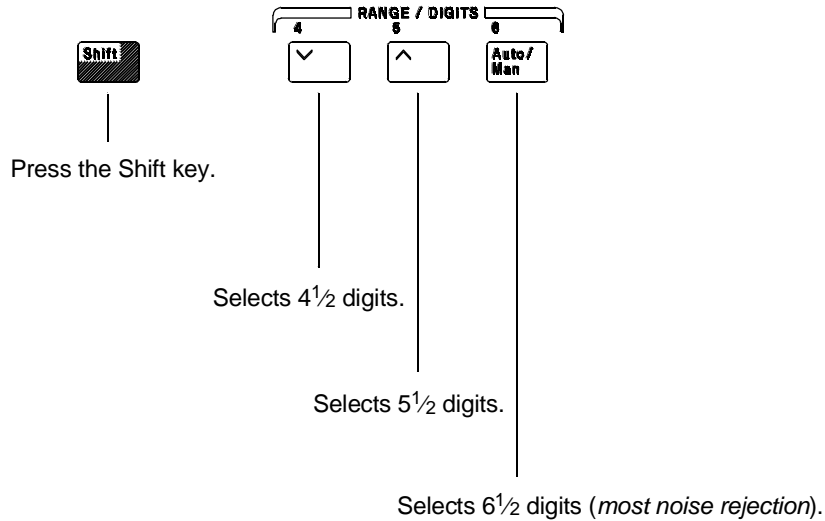 RANGE / DIGITS
4 5 6
Shift Auto/
Man
Press the Shift key.
Selects 4½ digits.
Selects 5½ digits.
Selects 6½ digits (most noise rejection).